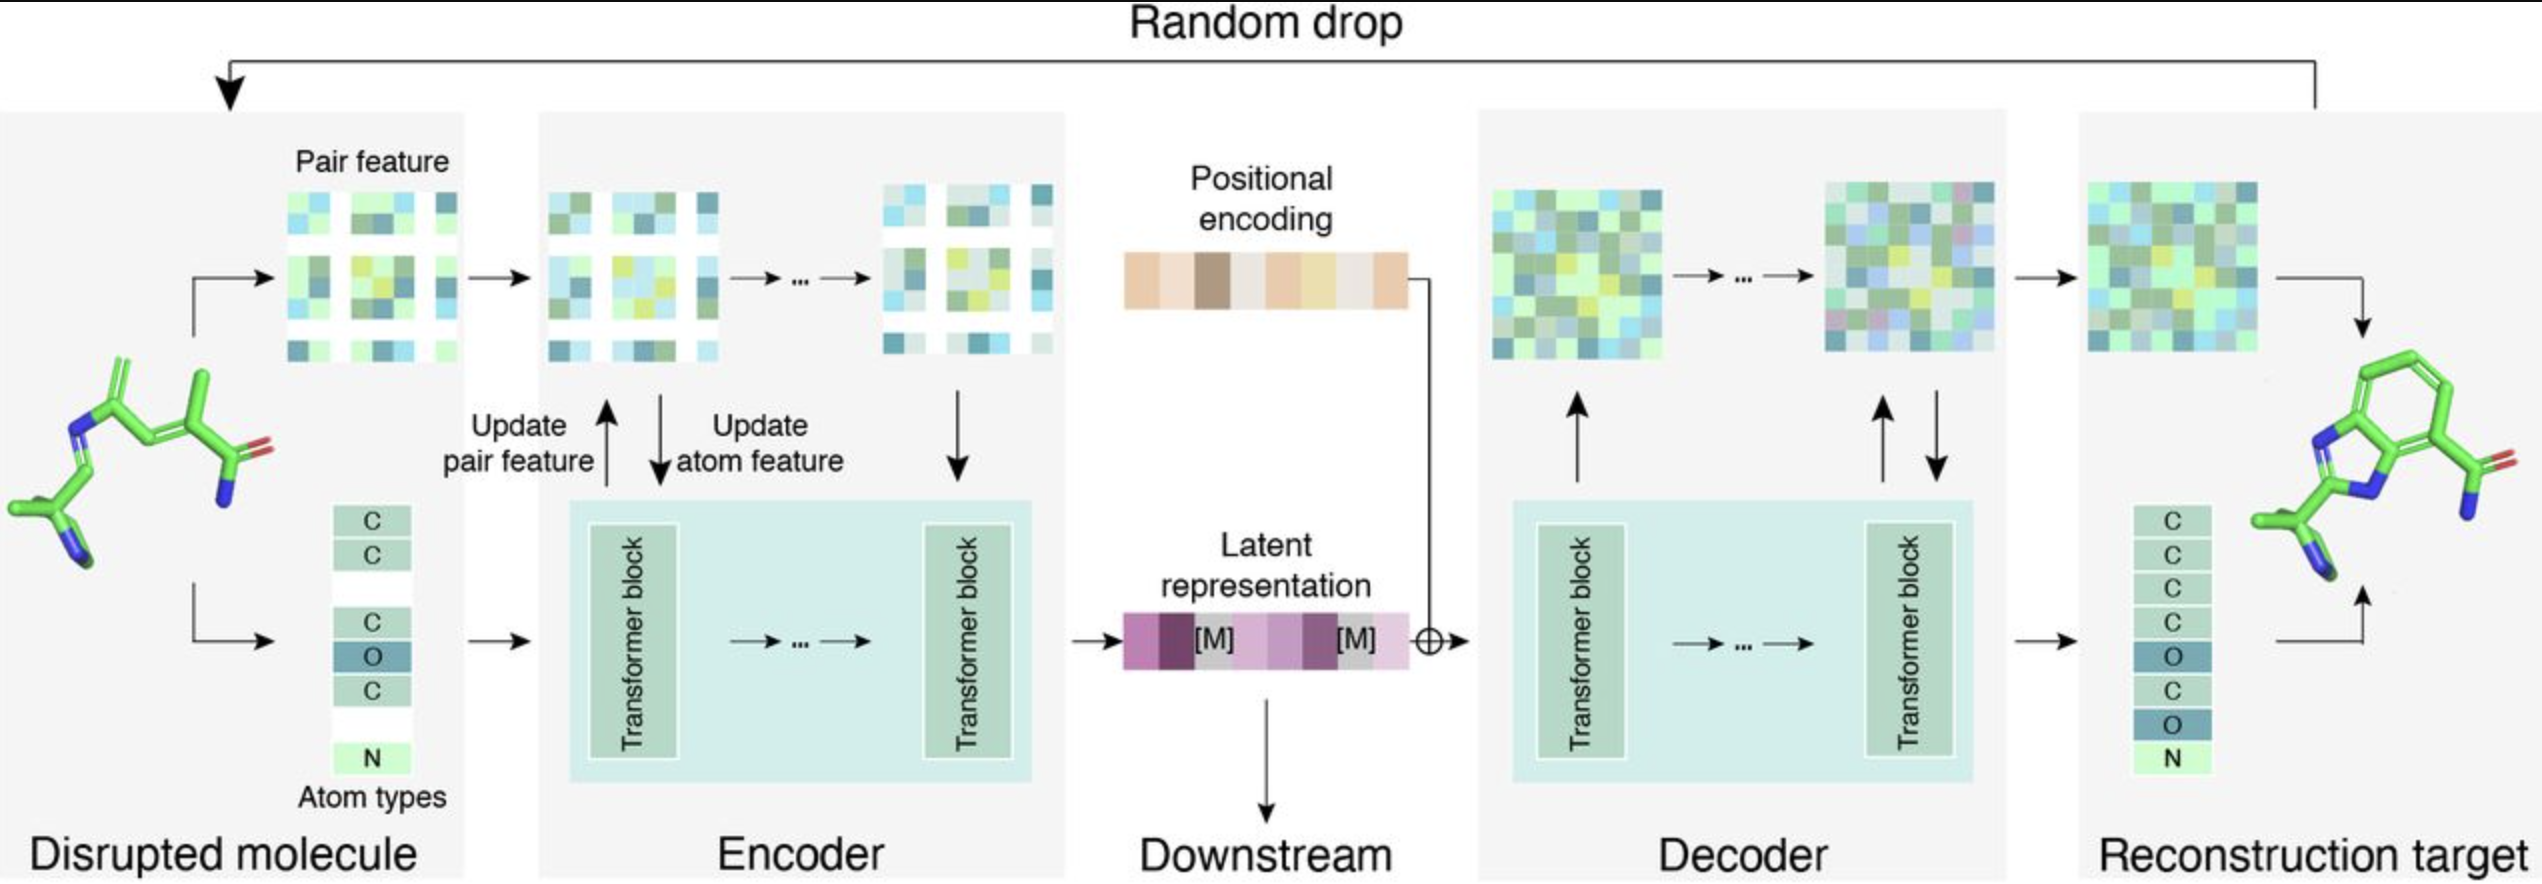 Random drop
Pair feature
C
C
C
O
C
N
Atom types
Disrupted molecule
Update
pair feature
Update
atom feature
Transformer block
...
...
Transformer block
Encoder
Positional
encoding
Latent
representation
[M]
[M]
Downstream
...
Transformer block
...
Transformer block
Decoder
C
C
C
C
O
C
O
N
Reconstruction target